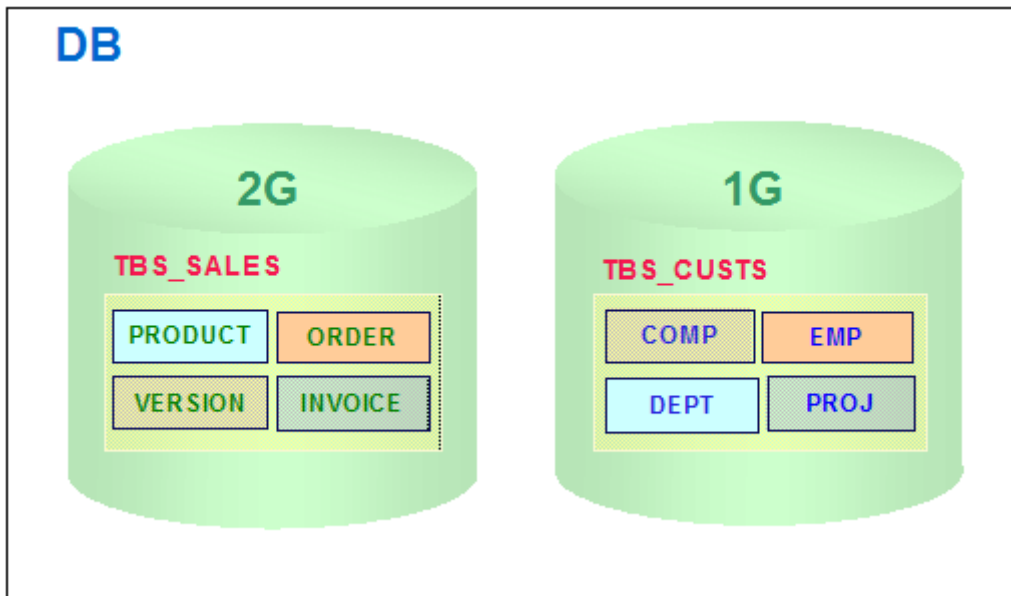 DB
2G
TBS_SALES
PRODUCT ORDER
VERSION INVOICE
1G
TBS_CUSTS
COMP EMP
DEPT PROJ